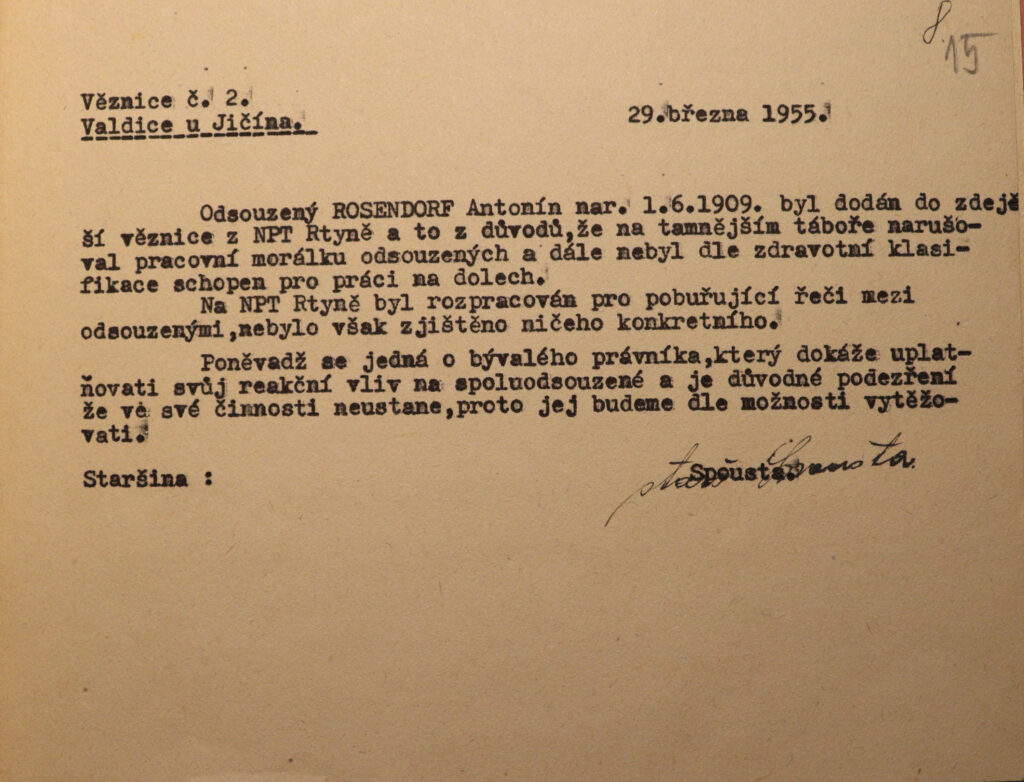 8.
15
Věznice č. 2.
Valdice u Jičína.
29.března 1955.
Odsouzený ROSENDORF Antonín nar. 1.6.1909. byl dodán do zdejě
ší věznice z NPT Rtyně a to z důvodů,že na tamnějším táboře narušo-
val pracovní morálku odsouzených a dále nebyl dle zdravotní klasi-
fikace schopen pro práci na dolech.
Na NPT Rtyně byl rozpracován pro pobuřující řeči mezi
odsouzenými,nebylo však zjištěno ničeho konkretního.
Poněvadž se jedná o bývalého právníka,který dokáže uplat-
ňovati svůj reakční vliv na spoluodsouzené a je důvodné podezření
že ve své činnosti neustane,proto jej budeme dle možnosti vytěžo-
vati.
Staršina :
Spousta.
Spousta